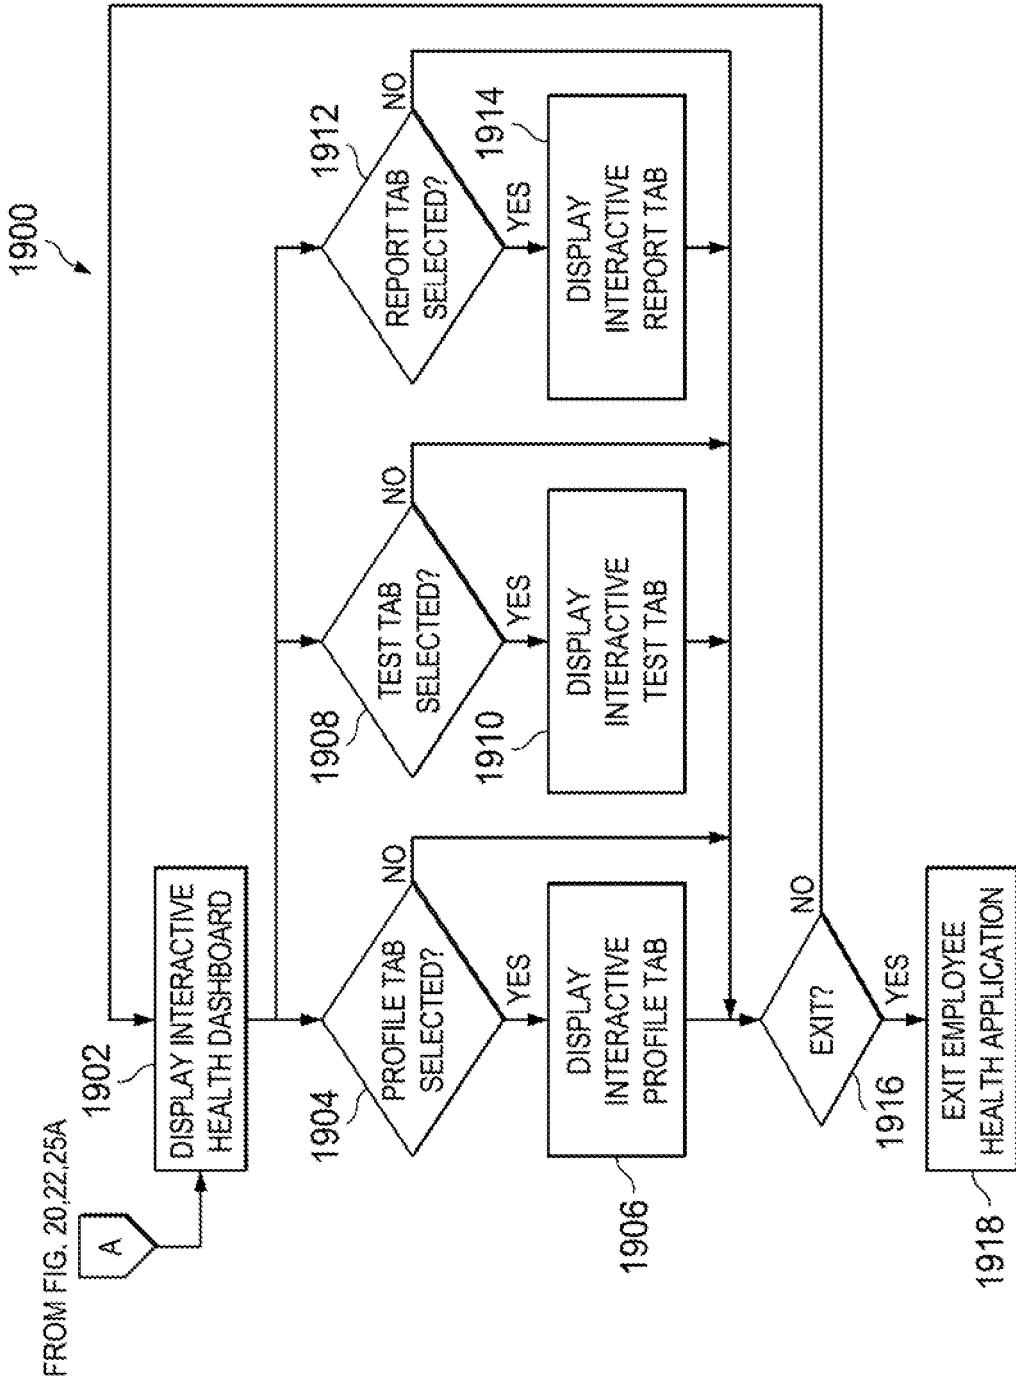 1900
FROM FIG. 20,22,25A
A
1902
DISPLAY INTERACTIVE
HEALTH DASHBOARD
1904
PROFILE TAB
SELECTED?
NO
YES
1906
DISPLAY
INTERACTIVE
PROFILE TAB
1908
TEST TAB
SELECTED?
NO
YES
1910
DISPLAY
INTERACTIVE
TEST TAB
1912
REPORT TAB
SELECTED?
NO
YES
1914
DISPLAY
INTERACTIVE
REPORT TAB
EXIT?
1916
NO
YES
1918
EXIT EMPLOYEE
HEALTH APPLICATION